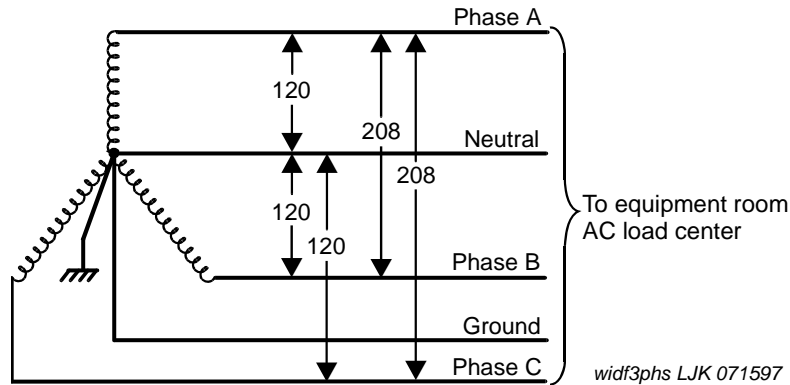 Phase A
120
208
Neutral
208
120
120
To equipment room
AC load center
Phase B
Ground
Phase C
widf3phs LJK 071597